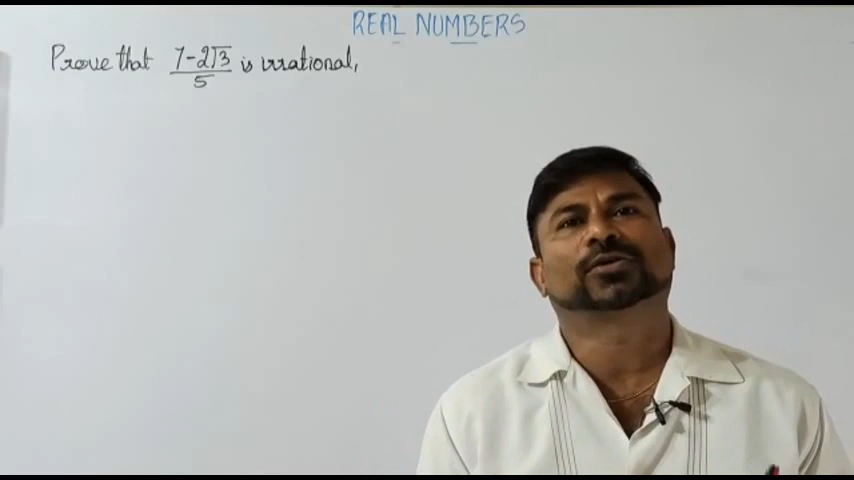 REAL NUMBERS
Prove that (7-2√3)/5 is irrational,